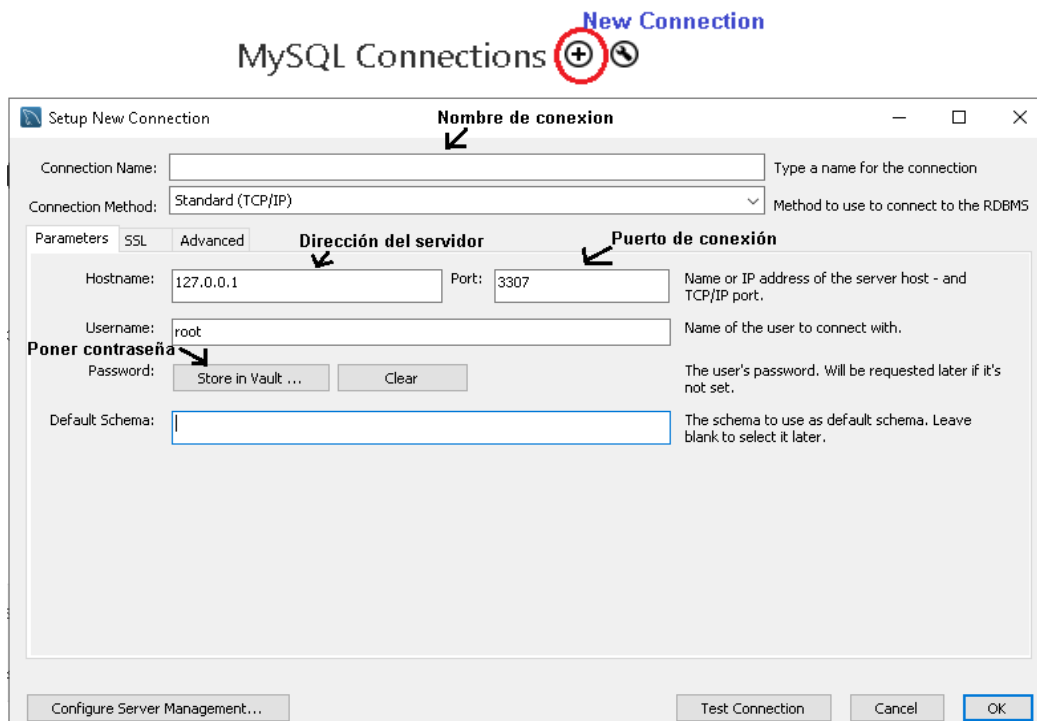 New Connection
MySQL Connections
Setup New Connection
Nombre de conexion
Connection Name:
Type a name for the connection
Connection Method:
Standard (TCP/IP)
Method to use to connect to the RDBMS
Parameters
SSL
Advanced
Dirección del servidor
Puerto de conexión
Hostname:
127.0.0.1
Port:
3307
Name or IP address of the server host - and
TCP/IP port.
Username:
root
Name of the user to connect with.
Poner contraseña
Password:
Store in Vault ...
Clear
The user's password. Will be requested later if it's
not set.
Default Schema:
The schema to use as default schema. Leave
blank to select it later.
Configure Server Management...
Test Connection
Cancel
OK